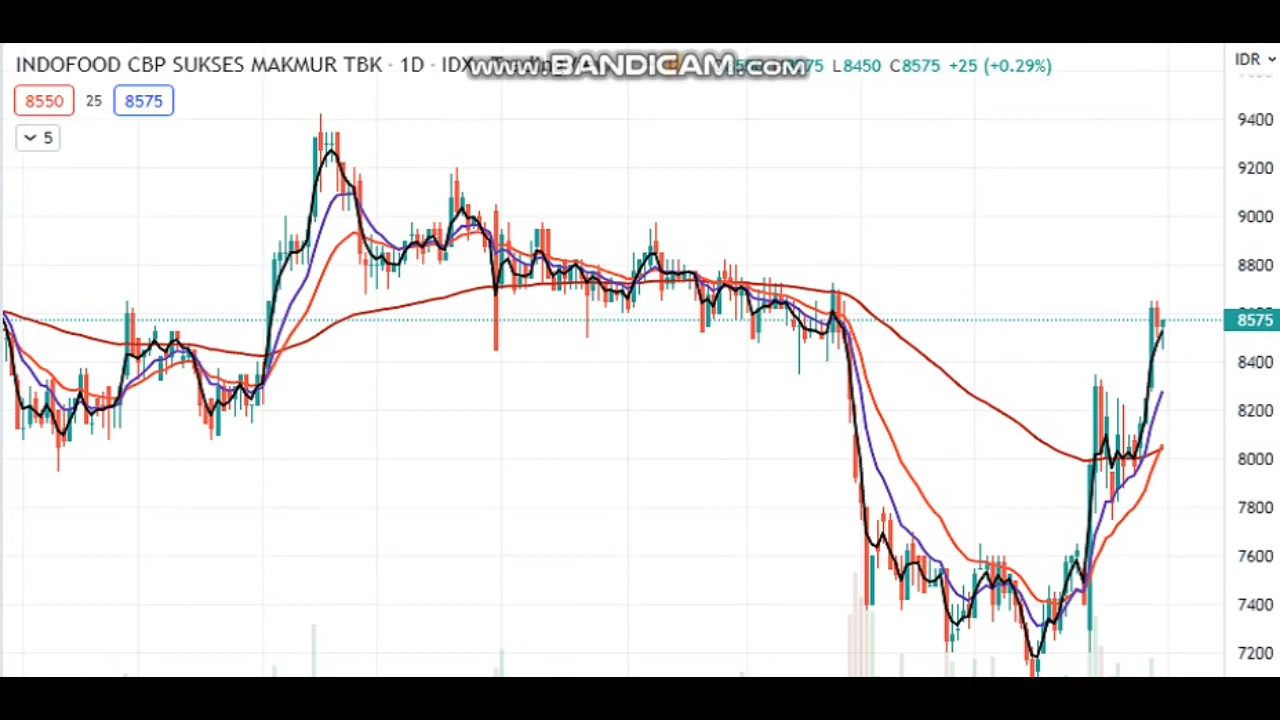 INDOFOOD CBP SUKSES MAKMUR TBK · 1D · IDX
www.BANDICAM.com
L8450 C8575 +25 (+0.29%)
IDR
8550 25 8575
5
9400
9200
9000
8800
8575
8400
8200
8000
7800
7600
7400
7200